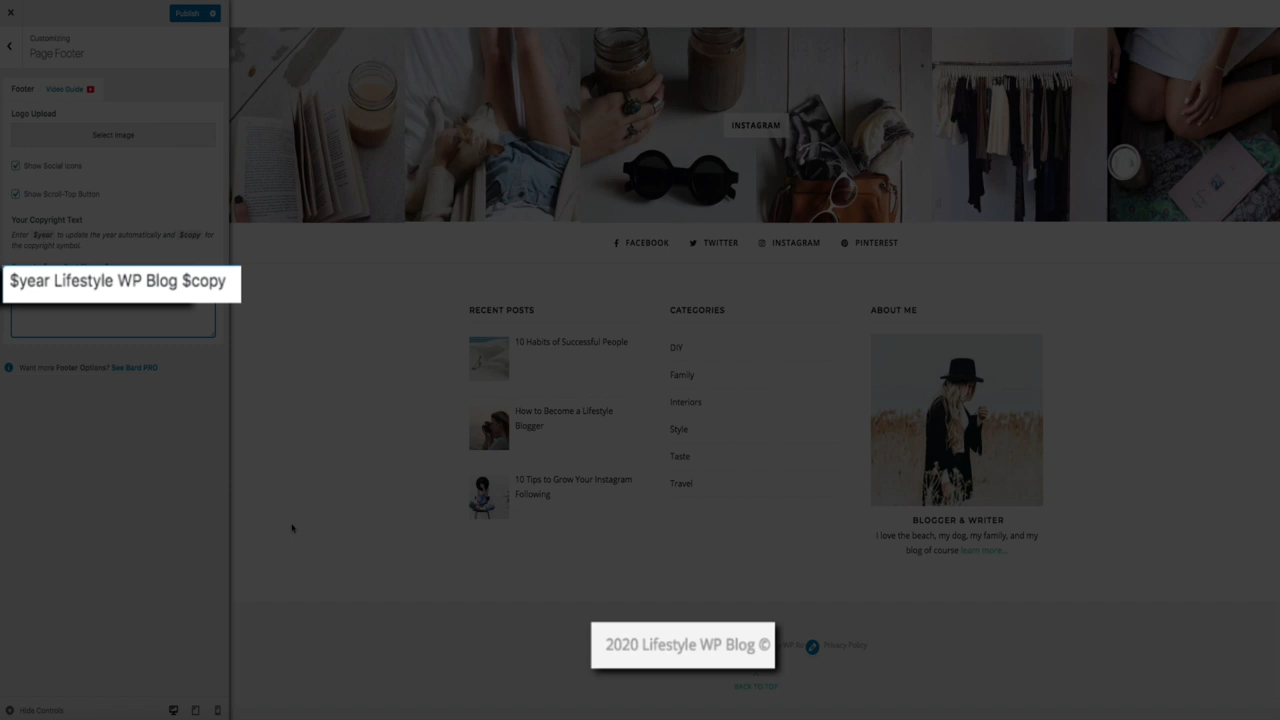 Publish
Customizing
Page Footer
Footer
Video Guide
Logo Upload
Select image
Show Social Icons
Show Scroll-Top Button
Your Copyright Text
Enter $year to update the year automatically and $copy for
the copyright symbol.
$year Lifestyle WP Blog $copy
Want more Footer Options? See Bard PRO
Hide Controls
INSTAGRAM
FACEBOOK
TWITTER
INSTAGRAM
PINTEREST
RECENT POSTS
10 Habits of Successful People
How to Become a Lifestyle
Blogger
10 Tips to Grow Your Instagram
Following
CATEGORIES
DIY
Family
Interiors
Style
Taste
Travel
ABOUT ME
BLOGGER & WRITER
I love the beach, my dog, my family, and my
blog of course learn more...
2020 Lifestyle WP Blog ©
Privacy Policy
BACK TO TOP